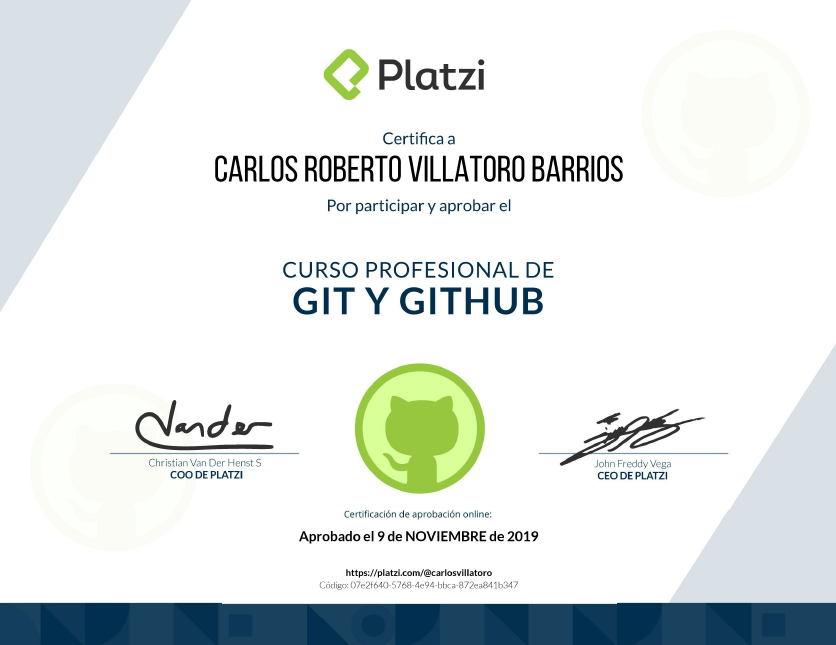 Platzi
Certifica a
CARLOS ROBERTO VILLATORO BARRIOS
Por participar y aprobar el
CURSO PROFESIONAL DE
GIT Y GITHUB
Vander
Christian Van Der Henst S
COO DE PLATZI
John Freddy Vega
CEO DE PLATZI
Certificación de aprobación online:
Aprobado el 9 de NOVIEMBRE de 2019
https://platzi.com/@carlosvillatoro
Código: 07e2f640-5768-4e94-bbca-872ea841b347